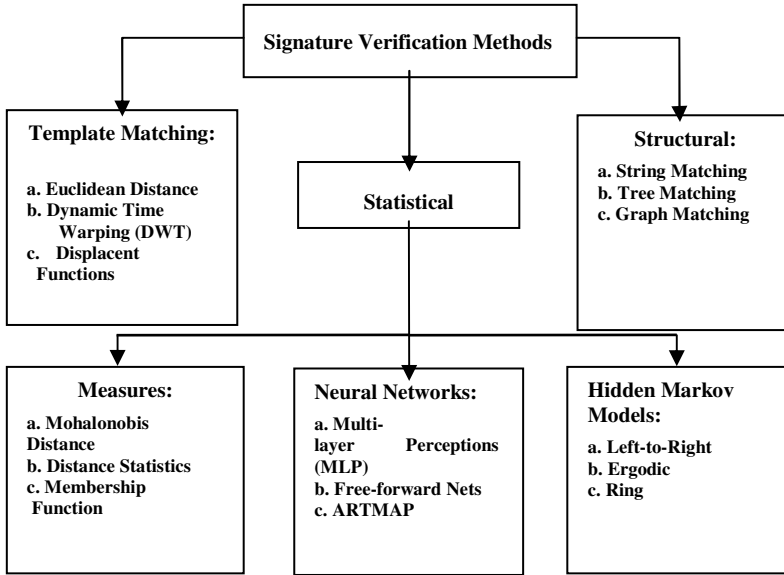 Signature Verification Methods
Template Matching:
a. Euclidean Distance
b. Dynamic Time
Warping (DWT)
c. Displacent
Functions
Statistical
Structural:
a. String Matching
b. Tree Matching
c. Graph Matching
Measures:
a. Mohalonobis
Distance
b. Distance Statistics
c. Membership
Function
Neural Networks:
a. Multi-
layer Perceptions
(MLP)
b. Free-forward Nets
c. ARTMAP
Hidden Markov
Models:
a. Left-to-Right
b. Ergodic
c. Ring